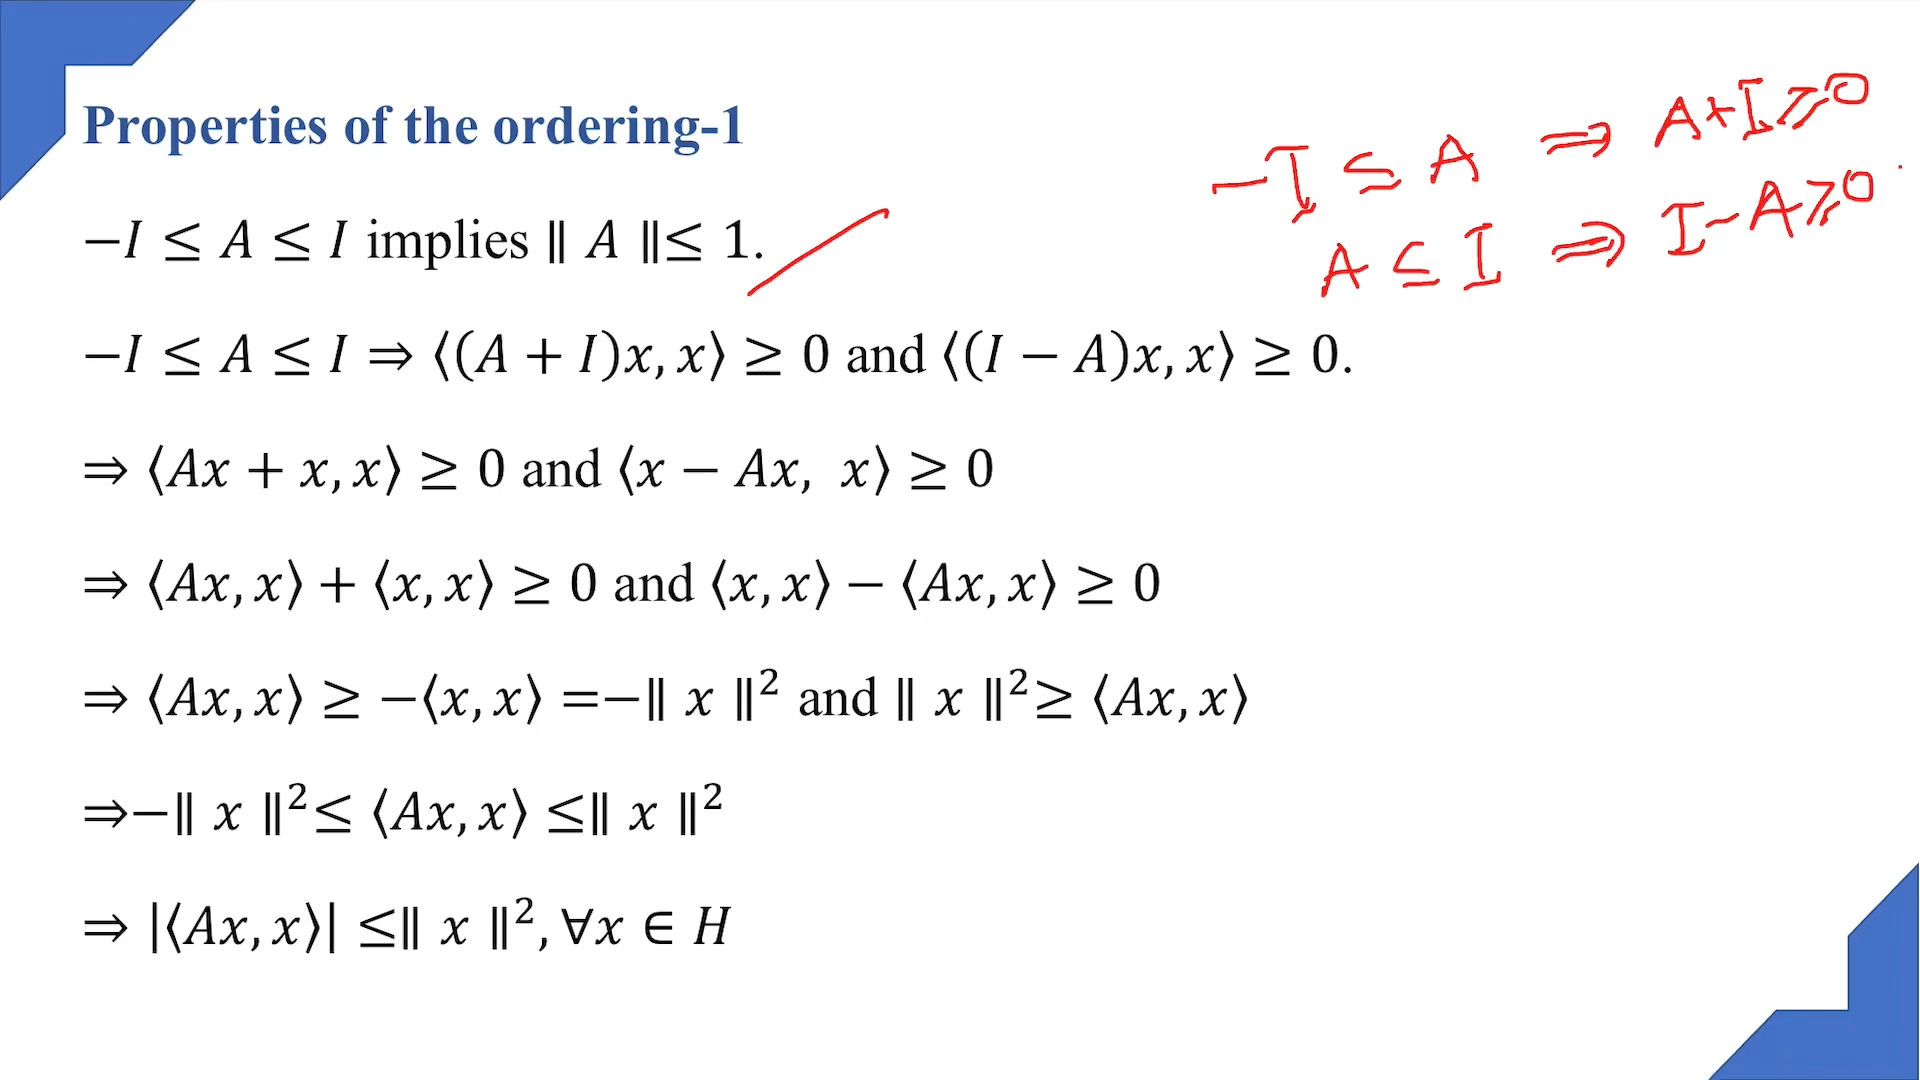 Properties of the ordering-1
−I ≤ A ⇒ A+I ≥ 0
A ≤ I ⇒ I−A ≥ 0
−I ≤ A ≤ I implies ∥ A ∥≤ 1.
−I ≤ A ≤ I ⇒ ⟨(A + I)x, x⟩ ≥ 0 and ⟨(I − A)x, x⟩ ≥ 0.
⇒ ⟨Ax + x, x⟩ ≥ 0 and ⟨x − Ax, x⟩ ≥ 0
⇒ ⟨Ax, x⟩ + ⟨x, x⟩ ≥ 0 and ⟨x, x⟩ − ⟨Ax, x⟩ ≥ 0
⇒ ⟨Ax, x⟩ ≥ −⟨x, x⟩ =−∥ x ∥² and ∥ x ∥²≥ ⟨Ax, x⟩
⇒−∥ x ∥²≤ ⟨Ax, x⟩ ≤∥ x ∥²
⇒ |⟨Ax, x⟩| ≤∥ x ∥², ∀x ∈ H